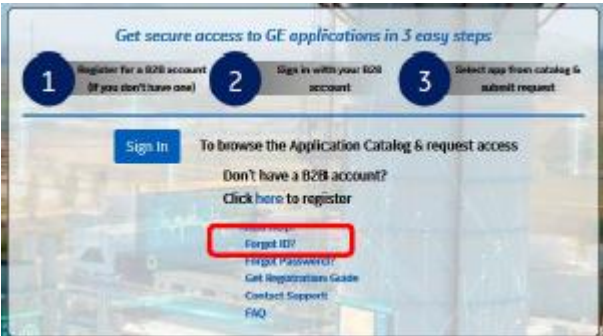 Get secure access to GE applications in 3 easy steps
1
Register for a B2B account
(if you don't have one)
2
Sign in with your B2B
account
3
Select app from catalog &
submit request
Sign In
To browse the Application Catalog & request access
Don't have a B2B account?
Click here to register
Need Help?
Forgot ID?
Forgot Password?
Get Registration Guide
Contact Support
FAQ